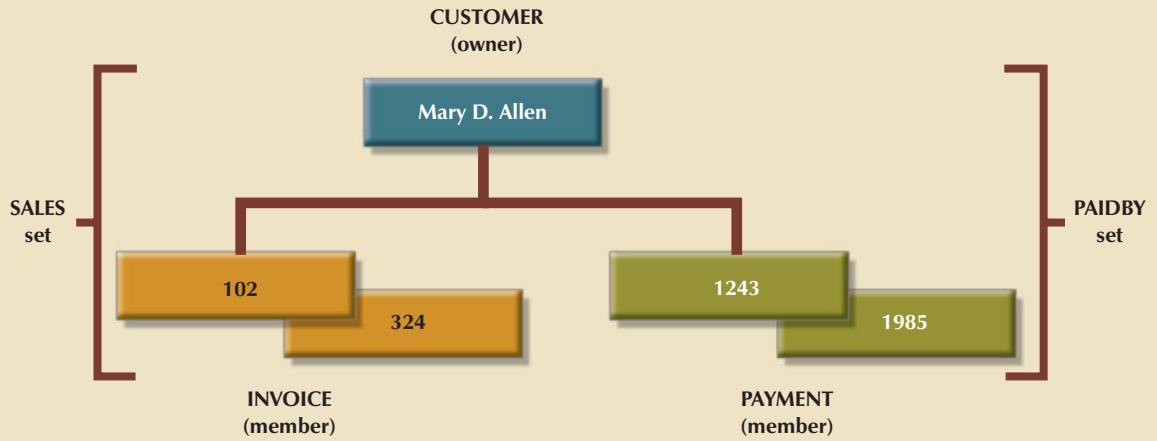 CUSTOMER
(owner)
Mary D. Allen
SALES
set
PAIDBY
set
102
324
1243
1985
INVOICE
(member)
PAYMENT
(member)